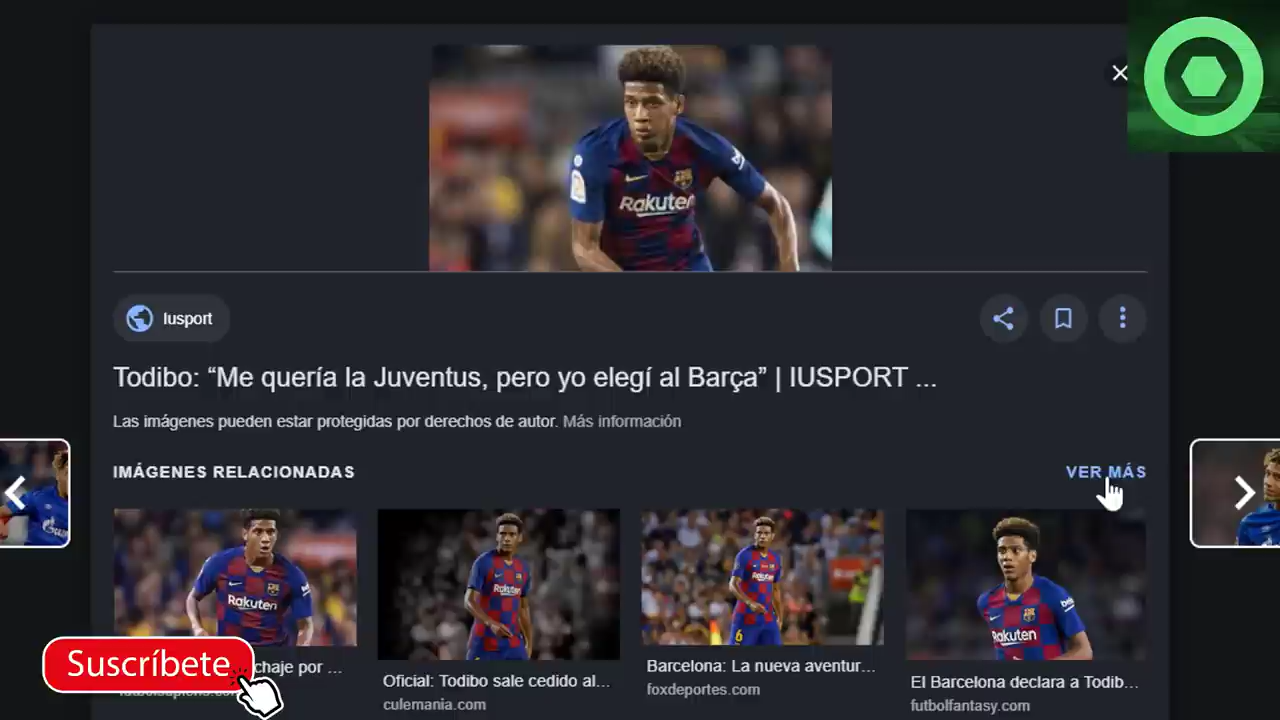 Rakuten
Iusport
Todibo: “Me quería la Juventus, pero yo elegí al Barça” | IUSPORT ...
Las imágenes pueden estar protegidas por derechos de autor. Más información
IMÁGENES RELACIONADAS
VER MÁS
Rakuten
Rakuten
Rakuten
Rakuten
6
Suscríbete
chaje por ...
Oficial: Todibo sale cedido al...
culemania.com
Barcelona: La nueva aventur...
foxdeportes.com
El Barcelona declara a Todib...
futbolfantasy.com